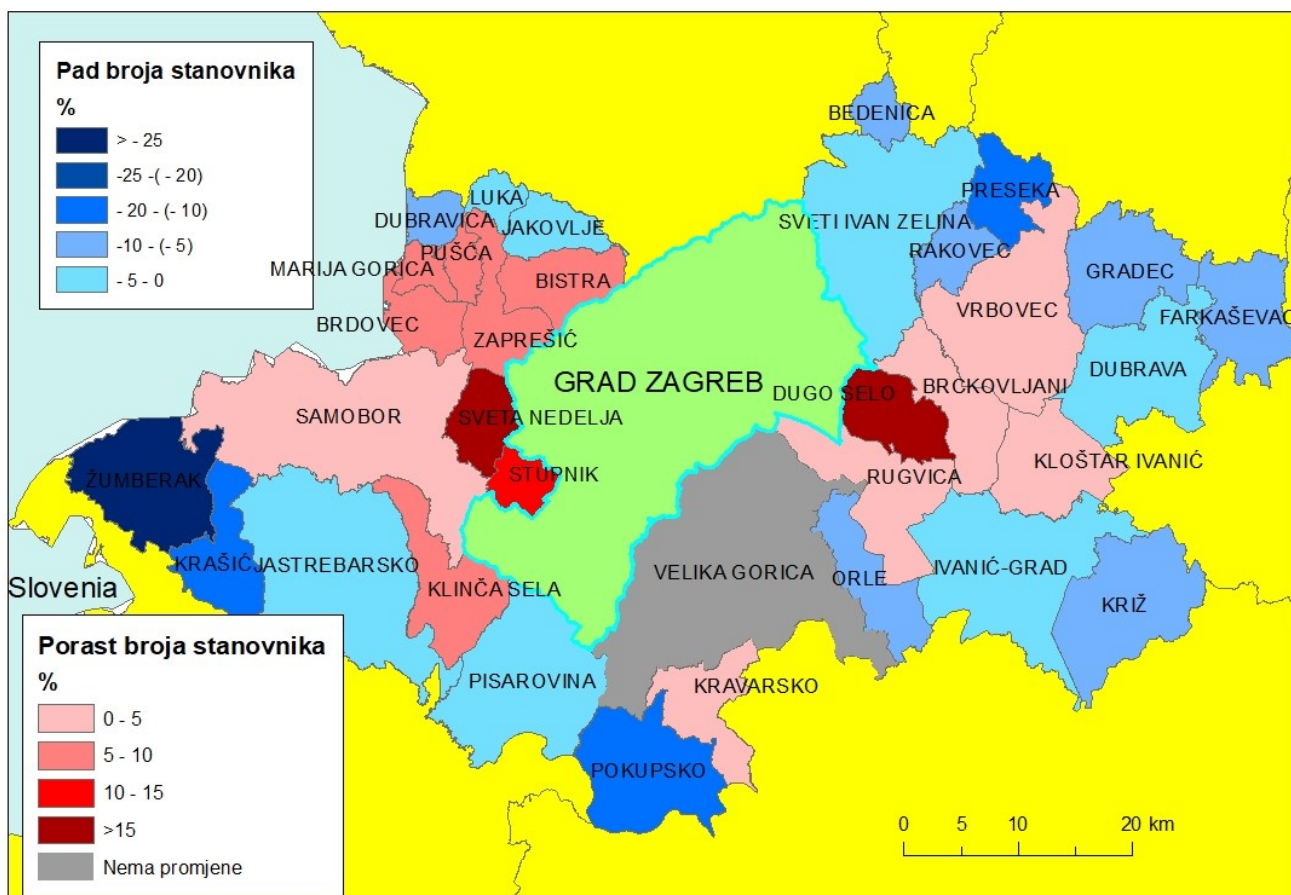 Pad broja stanovnika
%
> - 25
-25 -( - 20)
- 20 - (- 10)
-10 - (- 5)
- 5 - 0
BEDENICA
PRESEKA
LUKA
DUBRAVICA
JAKOVLJE
SVETI IVAN ZELINA
PUŠĆA
RAKOVEC
MARIJA GORICA
BISTRA
GRADEC
VRBOVEC
FARKAŠEVAC
BRDOVEC
ZAPREŠIĆ
DUBRAVA
GRAD ZAGREB
DUGO SELO
BRCKOVLJANI
SAMOBOR
SVETA NEDELJA
KLOŠTAR IVANIĆ
STUPNIK
RUGVICA
ŽUMBERAK
KRAŠIĆ
JASTREBARSKO
VELIKA GORICA
ORLE
IVANIĆ-GRAD
Slovenia
KLINČA SELA
KRIŽ
PISAROVINA
KRAVARSKO
POKUPSKO
Porast broja stanovnika
%
0 - 5
5 - 10
10 - 15
>15
Nema promjene
0 5 10 20 km